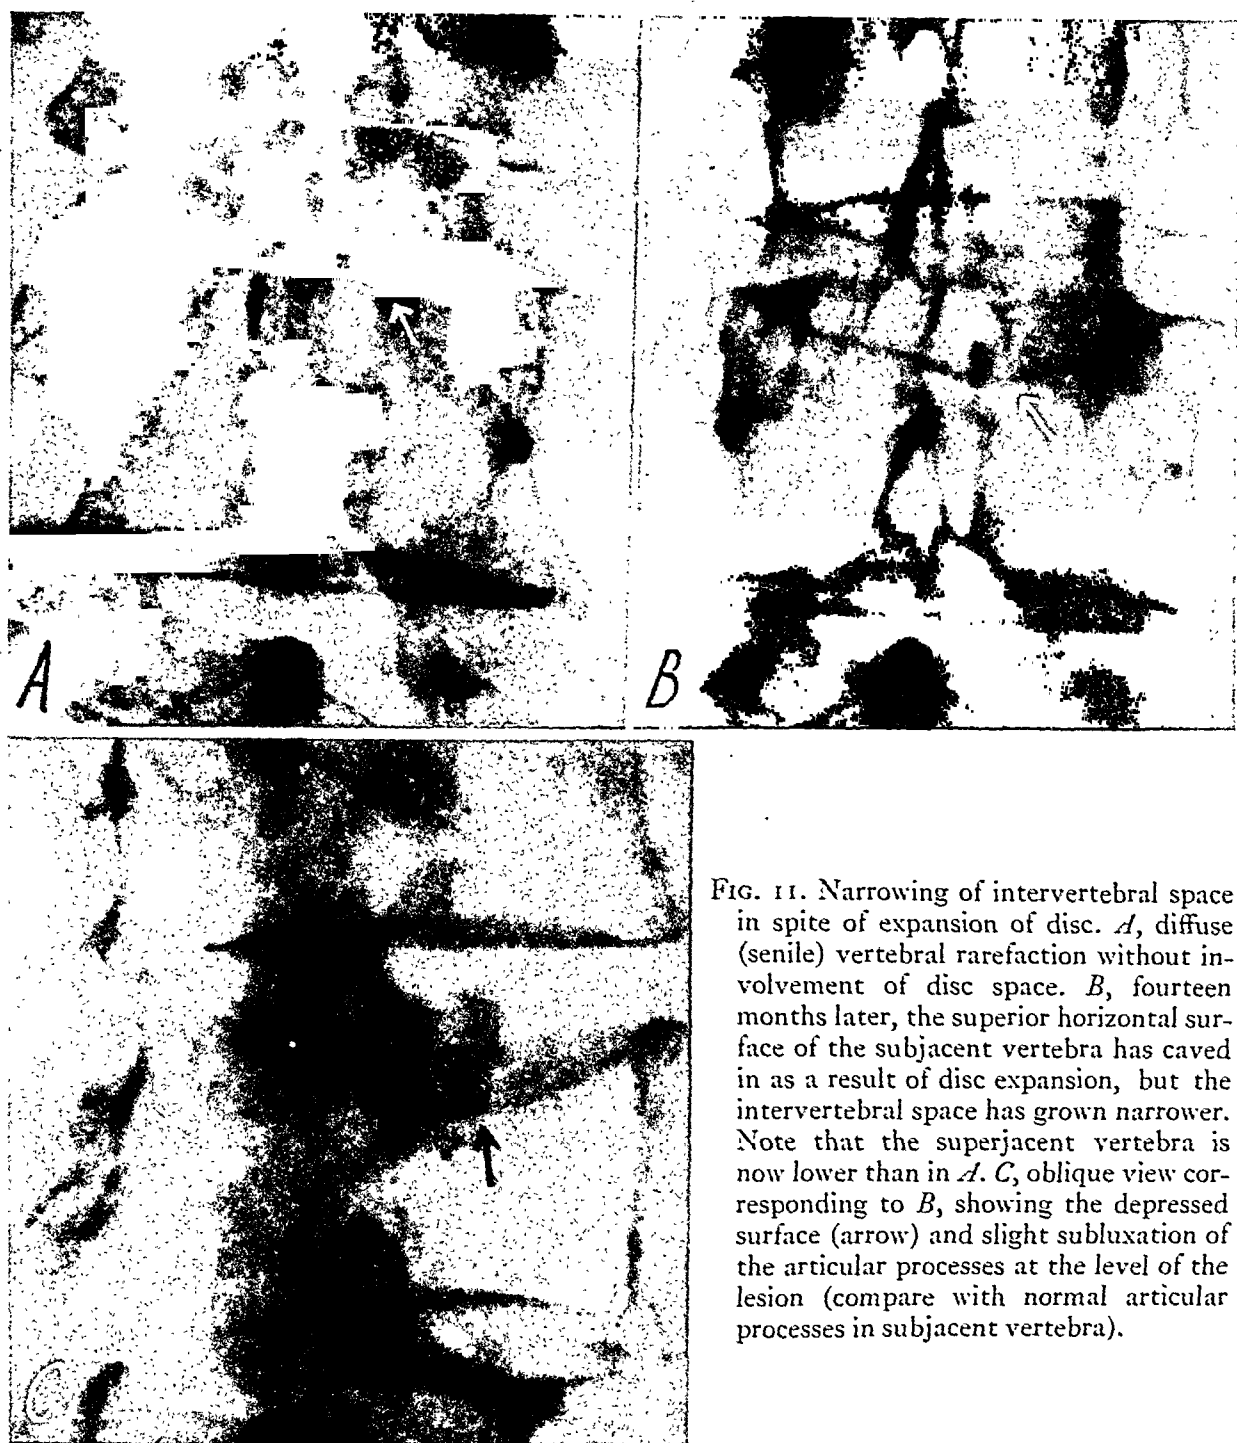 A
B
C
FIG. 11. Narrowing of intervertebral space
in spite of expansion of disc. A, diffuse
(senile) vertebral rarefaction without in-
volvement of disc space. B, fourteen
months later, the superior horizontal sur-
face of the subjacent vertebra has caved
in as a result of disc expansion, but the
intervertebral space has grown narrower.
Note that the superjacent vertebra is
now lower than in A. C, oblique view cor-
responding to B, showing the depressed
surface (arrow) and slight subluxation of
the articular processes at the level of the
lesion (compare with normal articular
processes in subjacent vertebra).